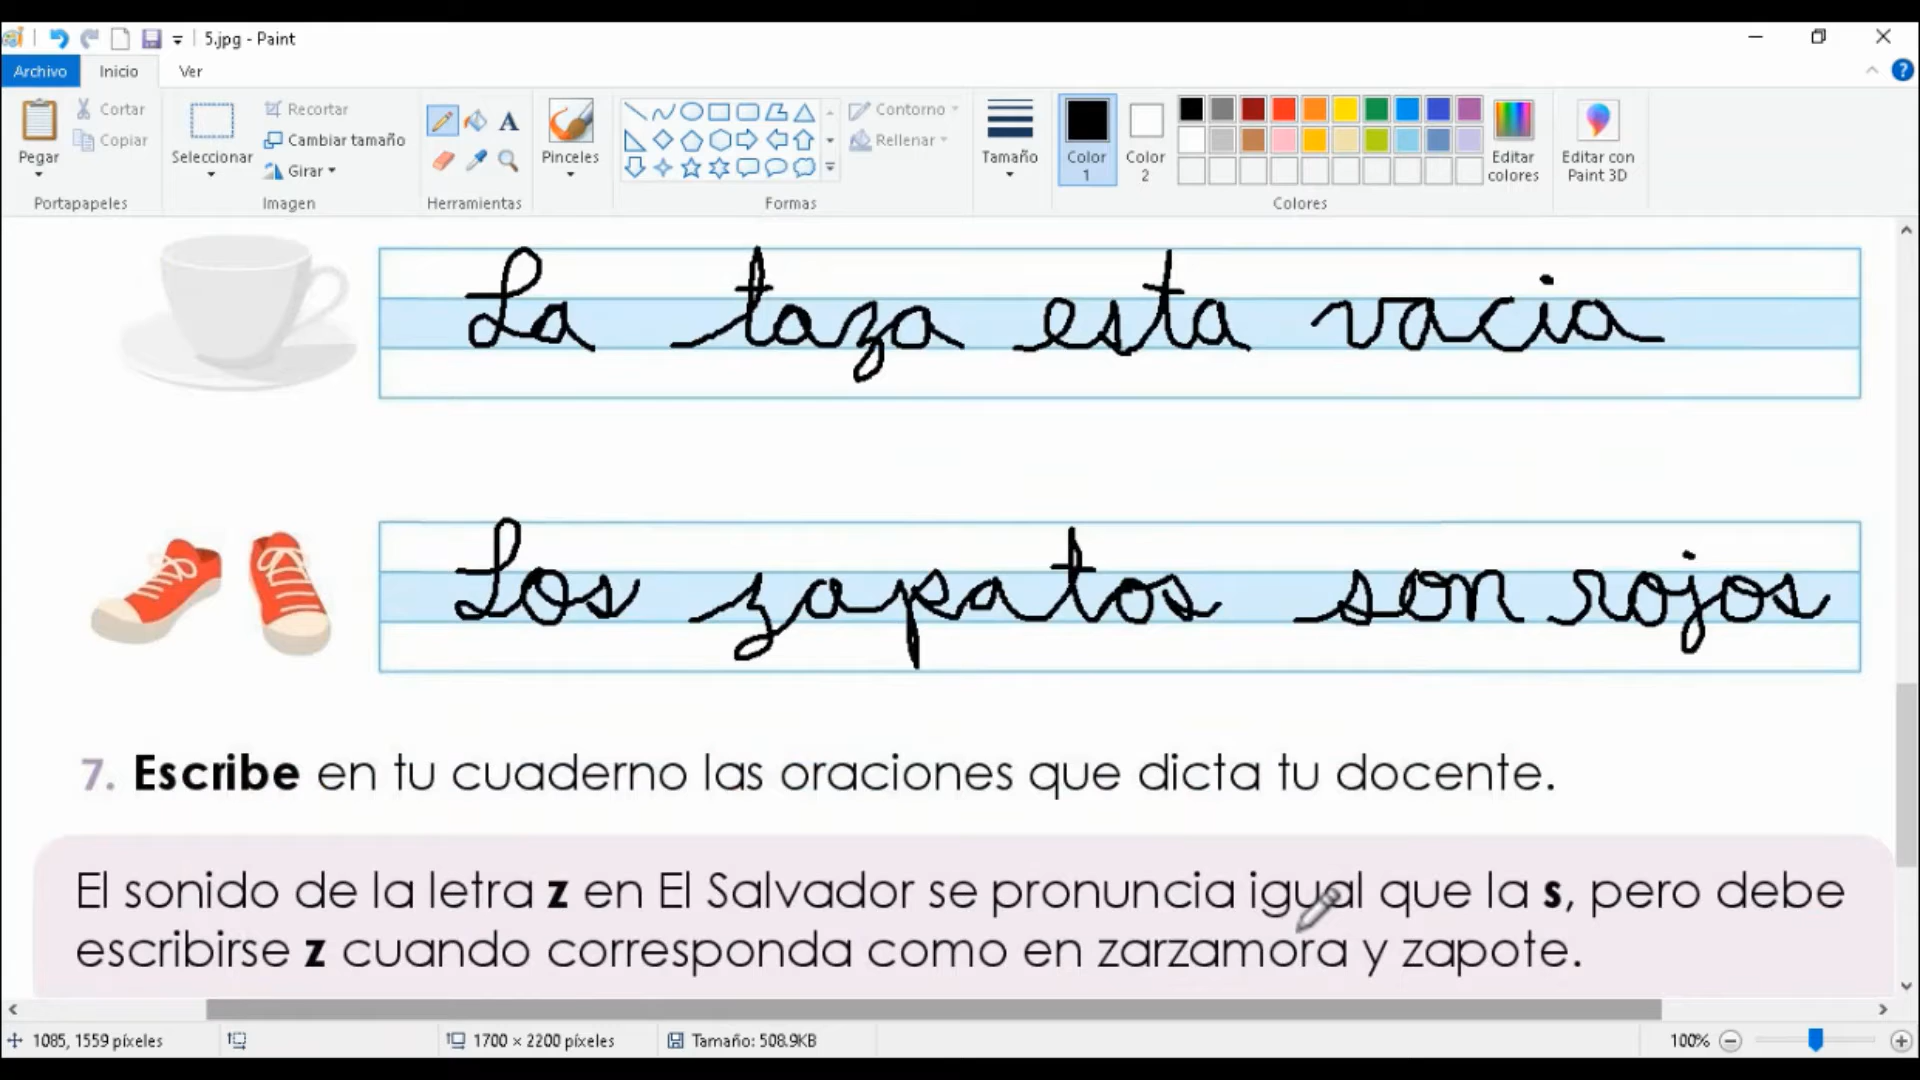 5.jpg - Paint
Archivo Inicio Ver
Pegar
Cortar
Copiar
Portapapeles
Seleccionar
Recortar
Cambiar tamaño
Girar
Imagen
A
Herramientas
Pinceles
Contorno
Rellenar
Formas
Tamaño
Color 1
Color 2
Editar colores
Colores
Editar con Paint 3D
La taza esta vacia
Los zapatos son rojos
7. Escribe en tu cuaderno las oraciones que dicta tu docente.
El sonido de la letra z en El Salvador se pronuncia igual que la s, pero debe
escribirse z cuando corresponda como en zarzamora y zapote.
1085, 1559 píxeles 1700 × 2200 píxeles Tamaño: 508.9KB 100%